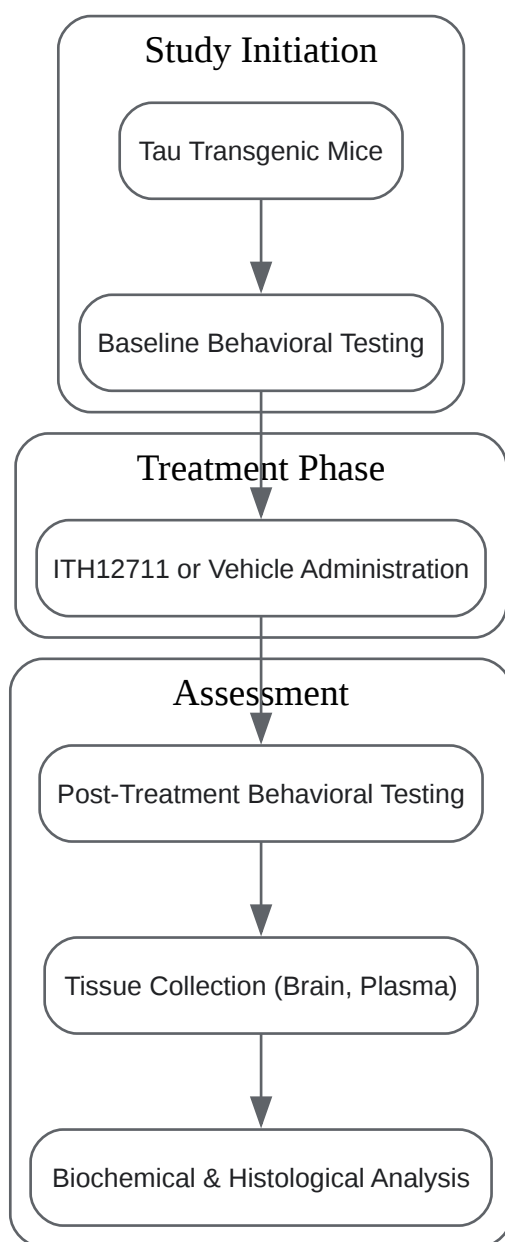 Study Initiation
Tau Transgenic Mice
Baseline Behavioral Testing
Treatment Phase
ITH12711 or Vehicle Administration
Assessment
Post-Treatment Behavioral Testing
Tissue Collection (Brain, Plasma)
Biochemical & Histological Analysis